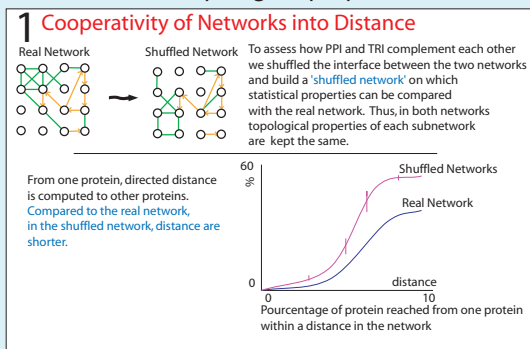 1 Cooperativity of Networks into Distance
Real Network
Shuffled Network
To assess how PPI and TRI complement each other
we shuffled the interface between the two networks
and build a 'shuffled network' on which
statistical properties can be compared
with the real network. Thus, in both networks
topological properties of each subnetwork
are kept the same.
From one protein, directed distance
is computed to other proteins.
Compared to the real network,
in the shuffled network, distance are
shorter.
60
%
Shuffled Networks
Real Network
distance
0
0
10
Pourcentage of protein reached from one protein
within a distance in the network